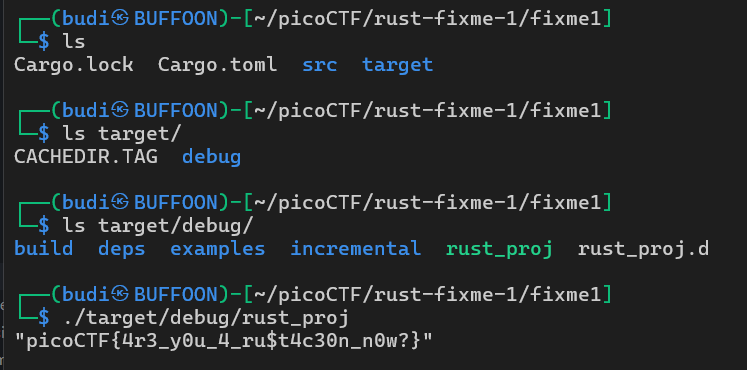 ┌──(budi㉿BUFFOON)-[~/picoCTF/rust-fixme-1/fixme1]
└─$ ls
Cargo.lock  Cargo.toml  src  target
┌──(budi㉿BUFFOON)-[~/picoCTF/rust-fixme-1/fixme1]
└─$ ls target/
CACHEDIR.TAG  debug
┌──(budi㉿BUFFOON)-[~/picoCTF/rust-fixme-1/fixme1]
└─$ ls target/debug/
build  deps  examples  incremental  rust_proj  rust_proj.d
┌──(budi㉿BUFFOON)-[~/picoCTF/rust-fixme-1/fixme1]
└─$ ./target/debug/rust_proj
"picoCTF{4r3_y0u_4_ru$t4c30n_n0w?}"